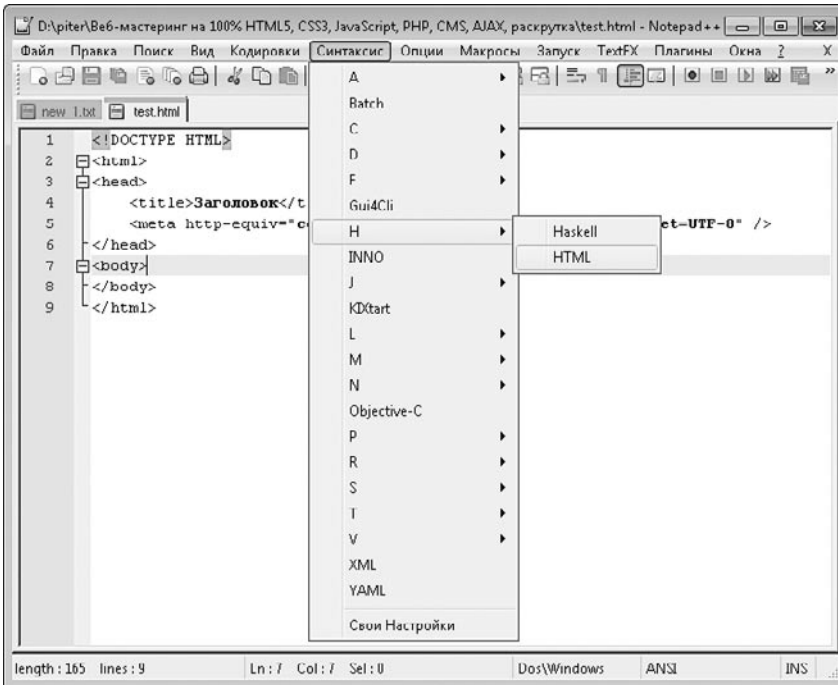 D:\piter\Веб-мастеринг на 100% HTML5, CSS3, JavaScript, PHP, CMS, AJAX, раскрутка\test.html - Notepad++
Файл Правка Поиск Вид Кодировки Синтаксис Опции Макросы Запуск TextFX Плагины Окна ? X
new 1.txt test.html
1 <!DOCTYPE HTML>
2 <html>
3 <head>
4 <title>Заголовок</t
5 <meta http-equiv="c et-UTF-8" />
6 </head>
7 <body>
8 </body>
9 </html>
A
Batch
C
D
F
Gui4Cli
H
INNO
J
KIXtart
L
M
N
Objective-C
P
R
S
T
V
XML
YAML
Свои Настройки
Haskell
HTML
length : 165 lines : 9 Ln : 7 Col : 7 Sel : 0 Dos\Windows ANSI INS